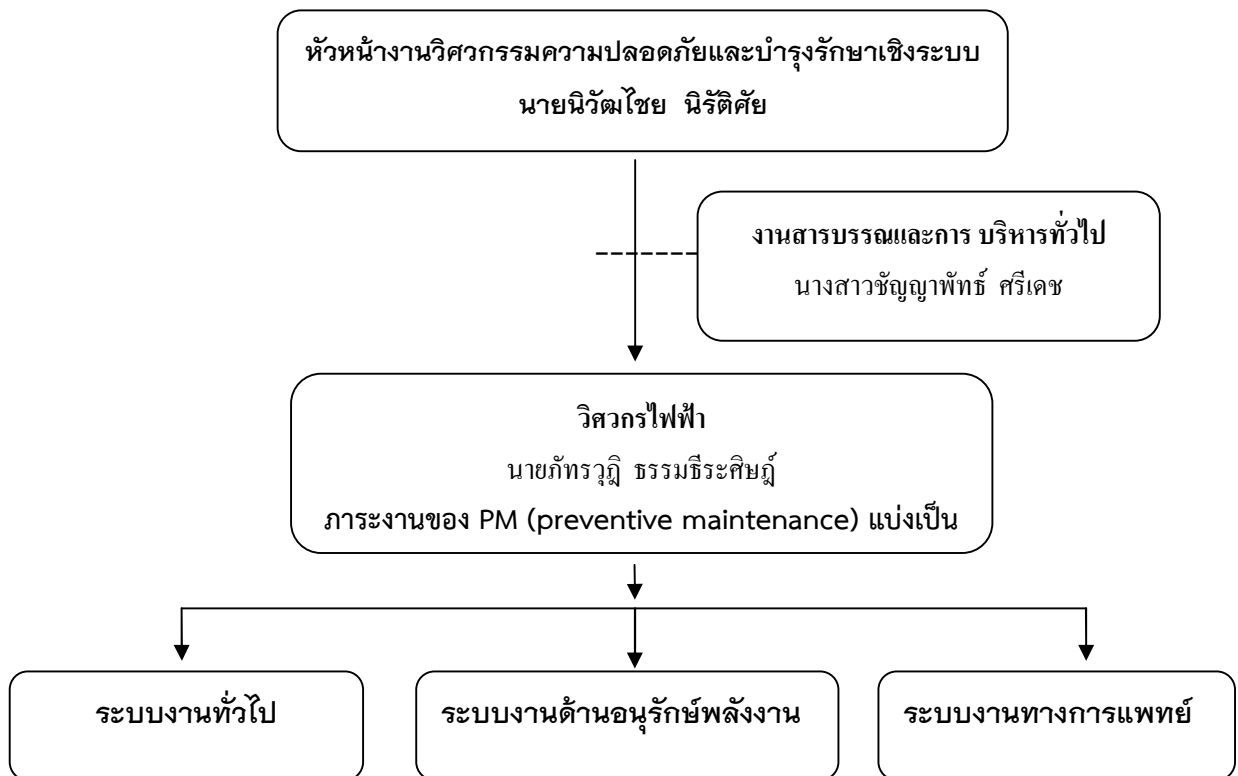 หัวหน้างานวิศวกรรมความปลอดภัยและบำรุงรักษาเชิงระบบ
นายนิวัฒไชย นิรัติศัย
งานสารบรรณและการ บริหารทั่วไป
นางสาวชัญญาพัทธ์ ศรีเดช
วิศวกรไฟฟ้า
นายภัทรวุฎิ ธรรมธีระศิษฎ์
ภาระงานของ PM (preventive maintenance) แบ่งเป็น
ระบบงานทั่วไป
ระบบงานด้านอนุรักษ์พลังงาน
ระบบงานทางการแพทย์